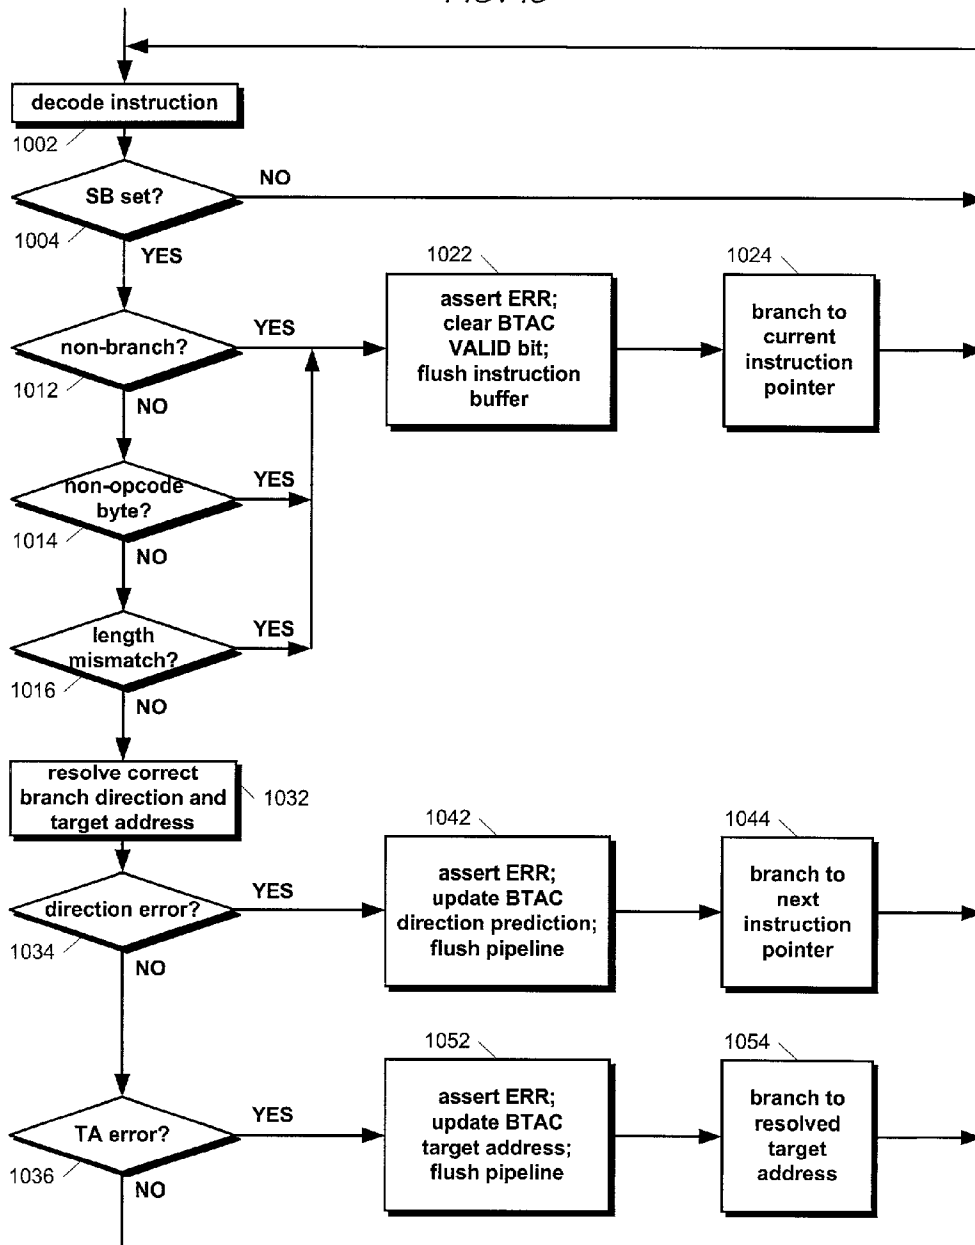 decode instruction
1002
SB set?
NO
1004
YES
1022
1024
non-branch?
YES
assert ERR;
clear BTAC
VALID bit;
flush instruction
buffer
branch to
current
instruction
pointer
1012
NO
non-opcode
byte?
YES
1014
NO
length
mismatch?
YES
1016
NO
resolve correct
branch direction and
target address
1032
1042
1044
direction error?
YES
assert ERR;
update BTAC
direction prediction;
flush pipeline
branch to
next
instruction
pointer
1034
NO
1052
1054
TA error?
YES
assert ERR;
update BTAC
target address;
flush pipeline
branch to
resolved
target
address
1036
NO